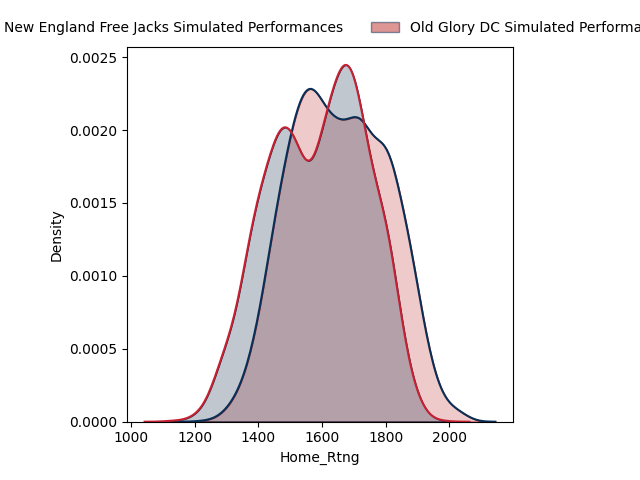 New England Free Jacks Simulated Performances Old Glory DC Simulated Performa
0.0025
0.0020
0.0015
0.0010
0.0005
0.0000
Density
1000 1200 1400 1600 1800 2000
Home_Rtng